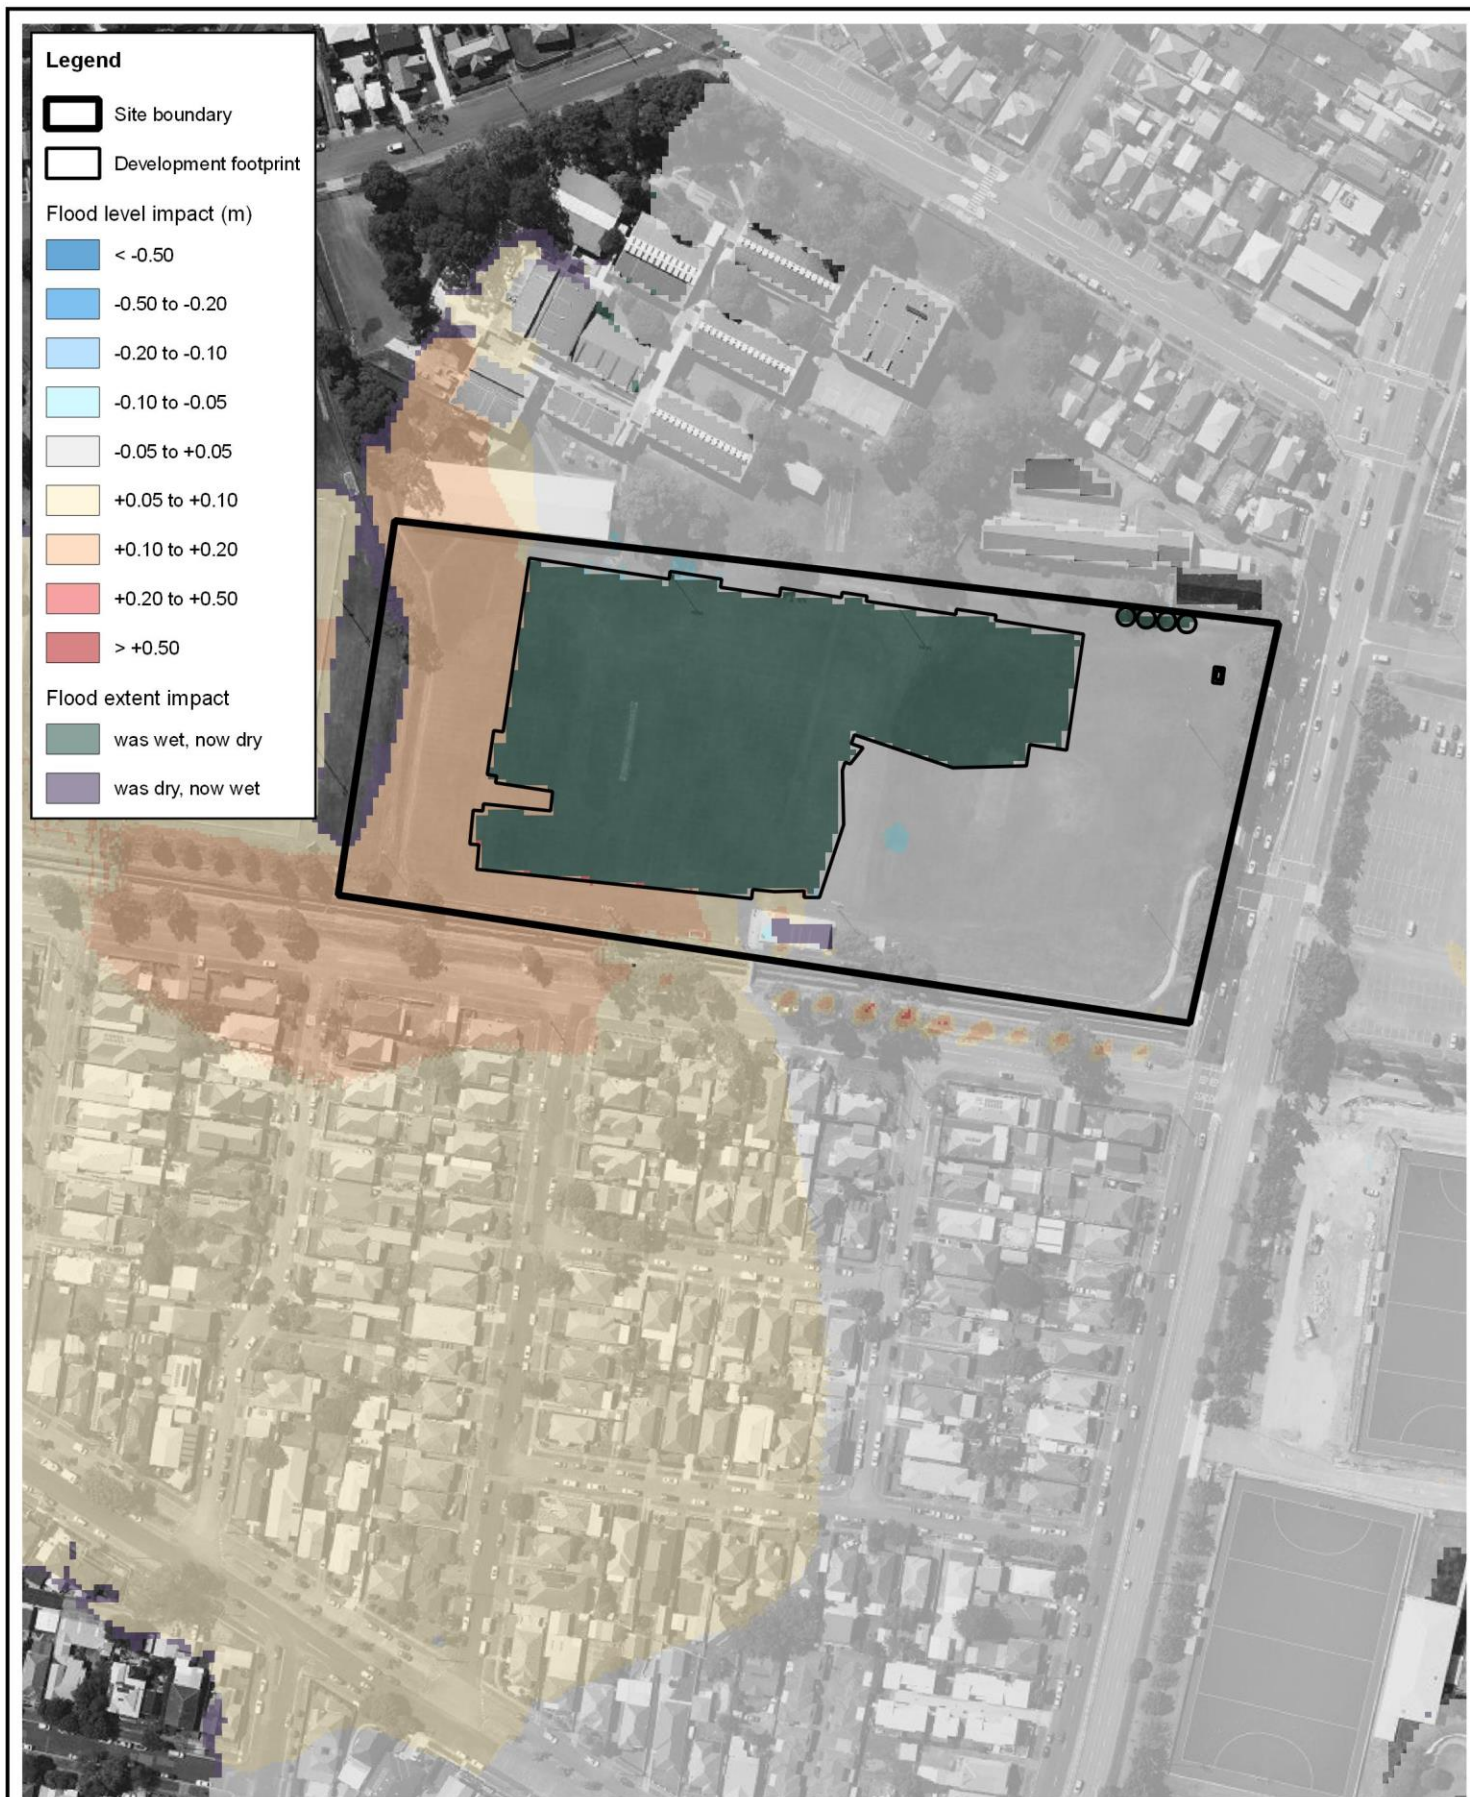 Legend
Site boundary
Development footprint
Flood level impact (m)
< -0.50
-0.50 to -0.20
-0.20 to -0.10
-0.10 to -0.05
-0.05 to +0.05
+0.05 to +0.10
+0.10 to +0.20
+0.20 to +0.50
> +0.50
Flood extent impact
was wet, now dry
was dry, now wet